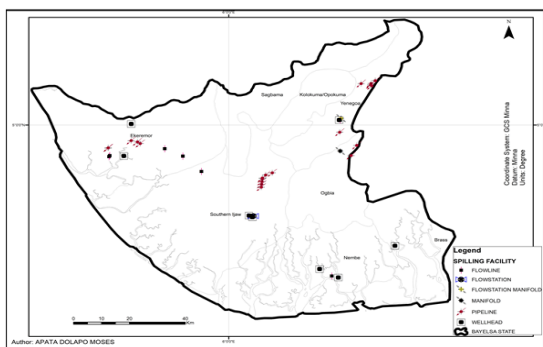 N
Sagbama
Kolokuma/Opokuma
Yenegoa
Ekeremor
Ogbia
Southern Ijaw
Nembe
Brass
Coordinate System: GCS Minna
Datum: Minna
Units: Degree
Legend
SPILLING FACILITY
FLOWLINE
FLOWSTATION
FLOWSTATION MANIFOLD
MANIFOLD
PIPELINE
WELLHEAD
BAYELSA STATE
0 20 40
Km
Author: APATA DOLAPO MOSES